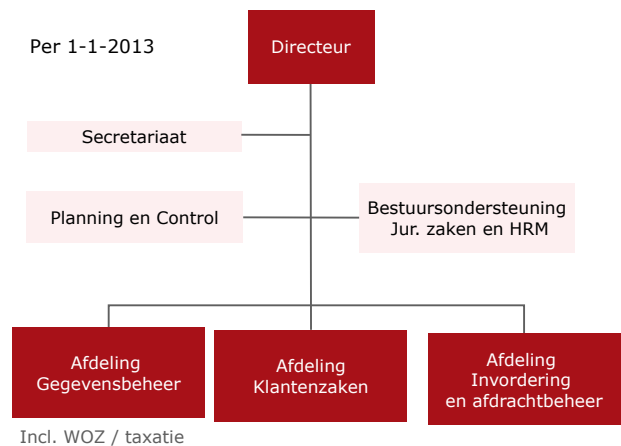 Per 1-1-2013
Directeur
Secretariaat
Planning en Control
Bestuursondersteuning
Jur. zaken en HRM
Afdeling
Gegevensbeheer
Afdeling
Klantenzaken
Afdeling
Invordering
en afdrachtbeheer
Incl. WOZ / taxatie